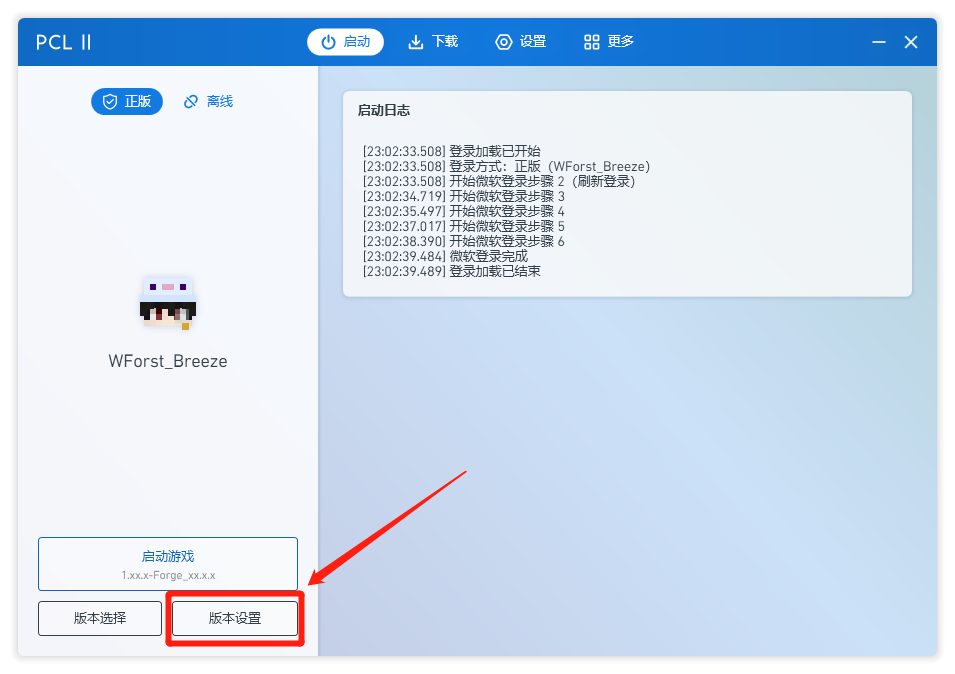 PCL II
启动
下载
设置
更多
正版
离线
启动日志
[23:02:33.508] 登录加载已开始
[23:02:33.508] 登录方式：正版（WForst_Breeze）
[23:02:33.508] 开始微软登录步骤 2（刷新登录）
[23:02:34.719] 开始微软登录步骤 3
[23:02:35.497] 开始微软登录步骤 4
[23:02:37.017] 开始微软登录步骤 5
[23:02:38.390] 开始微软登录步骤 6
[23:02:39.484] 微软登录完成
[23:02:39.489] 登录加载已结束
WForst_Breeze
启动游戏
1.xx.x-Forge_xx.x.x
版本选择
版本设置